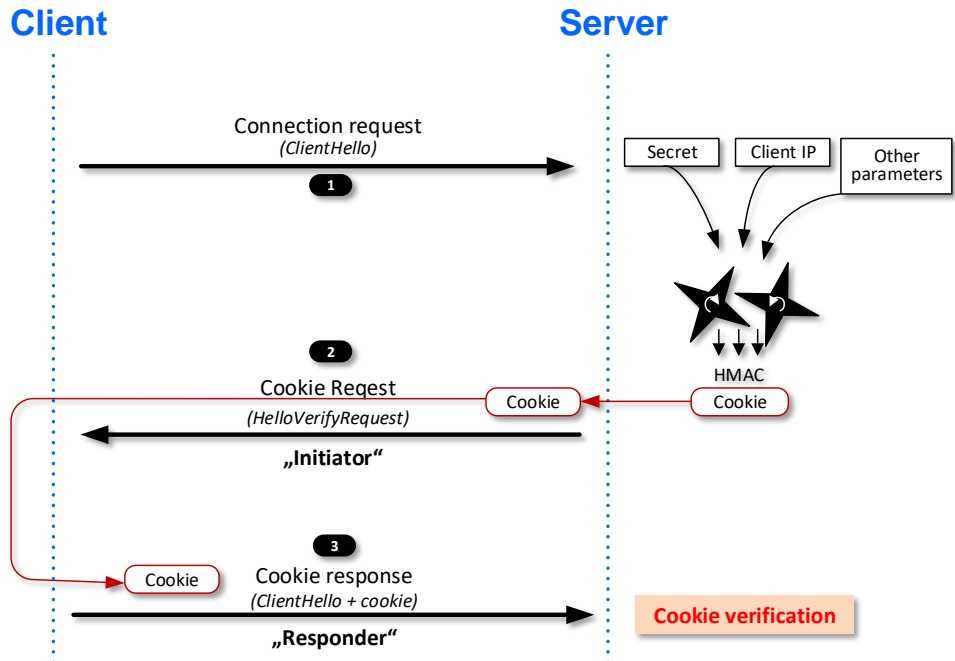 Client
Server
Connection request
(ClientHello)
1
Secret
Client IP
Other
parameters
2
Cookie Reqest
(HelloVerifyRequest)
„Initiator“
Cookie
HMAC
Cookie
3
Cookie
Cookie response
(ClientHello + cookie)
„Responder“
Cookie verification